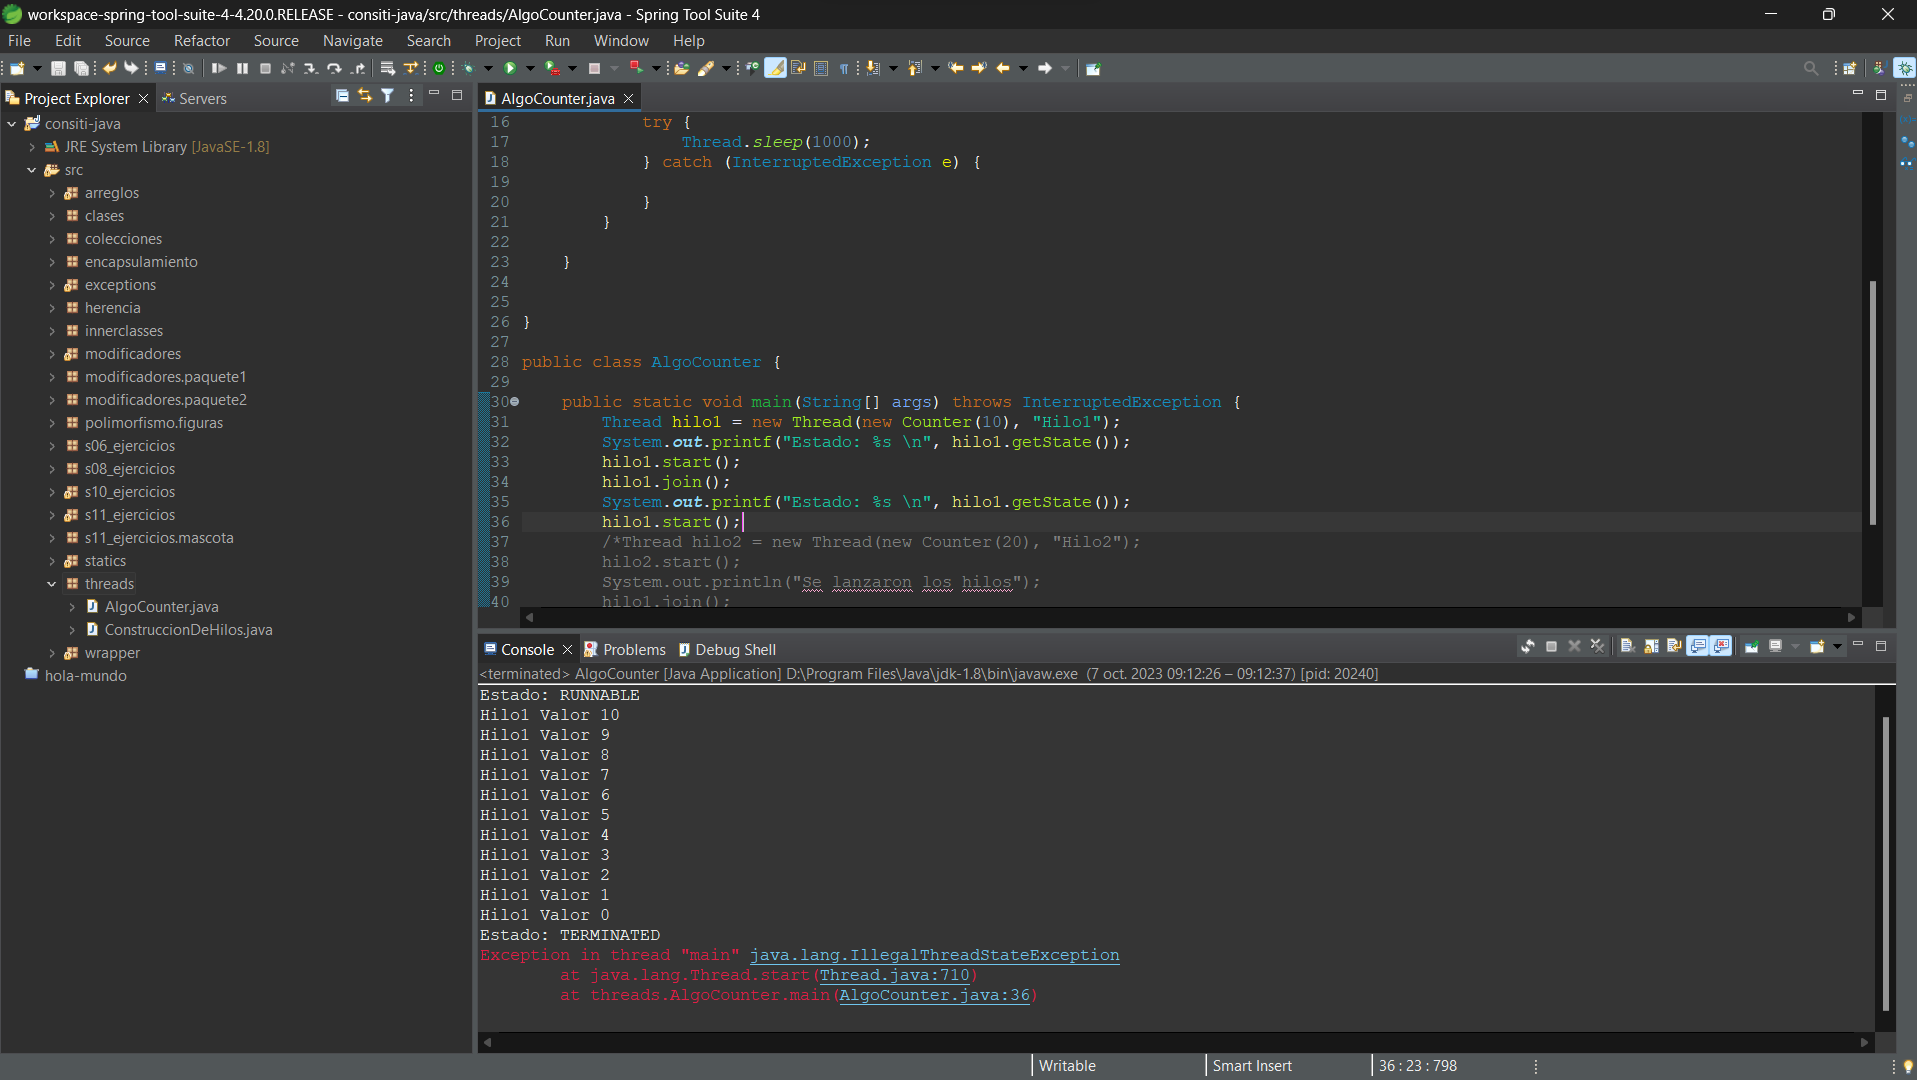 workspace-spring-tool-suite-4-4.20.0.RELEASE - consiti-java/src/threads/AlgoCounter.java - Spring Tool Suite 4
File Edit Source Refactor Source Navigate Search Project Run Window Help
Project Explorer Servers
consiti-java
JRE System Library [JavaSE-1.8]
src
arreglos
clases
colecciones
encapsulamiento
exceptions
herencia
innerclasses
modificadores
modificadores.paquete1
modificadores.paquete2
polimorfismo.figuras
s06_ejercicios
s08_ejercicios
s10_ejercicios
s11_ejercicios
s11_ejercicios.mascota
statics
threads
AlgoCounter.java
ConstruccionDeHilos.java
wrapper
hola-mundo
AlgoCounter.java
16 try {
17 Thread.sleep(1000);
18 } catch (InterruptedException e) {
19
20 }
21 }
22
23 }
24
25
26 }
27
28 public class AlgoCounter {
29
30 public static void main(String[] args) throws InterruptedException {
31 Thread hilo1 = new Thread(new Counter(10), "Hilo1");
32 System.out.printf("Estado: %s \n", hilo1.getState());
33 hilo1.start();
34 hilo1.join();
35 System.out.printf("Estado: %s \n", hilo1.getState());
36 hilo1.start();
37 /*Thread hilo2 = new Thread(new Counter(20), "Hilo2");
38 hilo2.start();
39 System.out.println("Se lanzaron los hilos");
40 hilo1.join();
Console Problems Debug Shell
<terminated> AlgoCounter [Java Application] D:\Program Files\Java\jdk-1.8\bin\javaw.exe (7 oct. 2023 09:12:26 – 09:12:37) [pid: 20240]
Estado: RUNNABLE
Hilo1 Valor 10
Hilo1 Valor 9
Hilo1 Valor 8
Hilo1 Valor 7
Hilo1 Valor 6
Hilo1 Valor 5
Hilo1 Valor 4
Hilo1 Valor 3
Hilo1 Valor 2
Hilo1 Valor 1
Hilo1 Valor 0
Estado: TERMINATED
Exception in thread "main" java.lang.IllegalThreadStateException
at java.lang.Thread.start(Thread.java:710)
at threads.AlgoCounter.main(AlgoCounter.java:36)
Writable Smart Insert 36 : 23 : 798